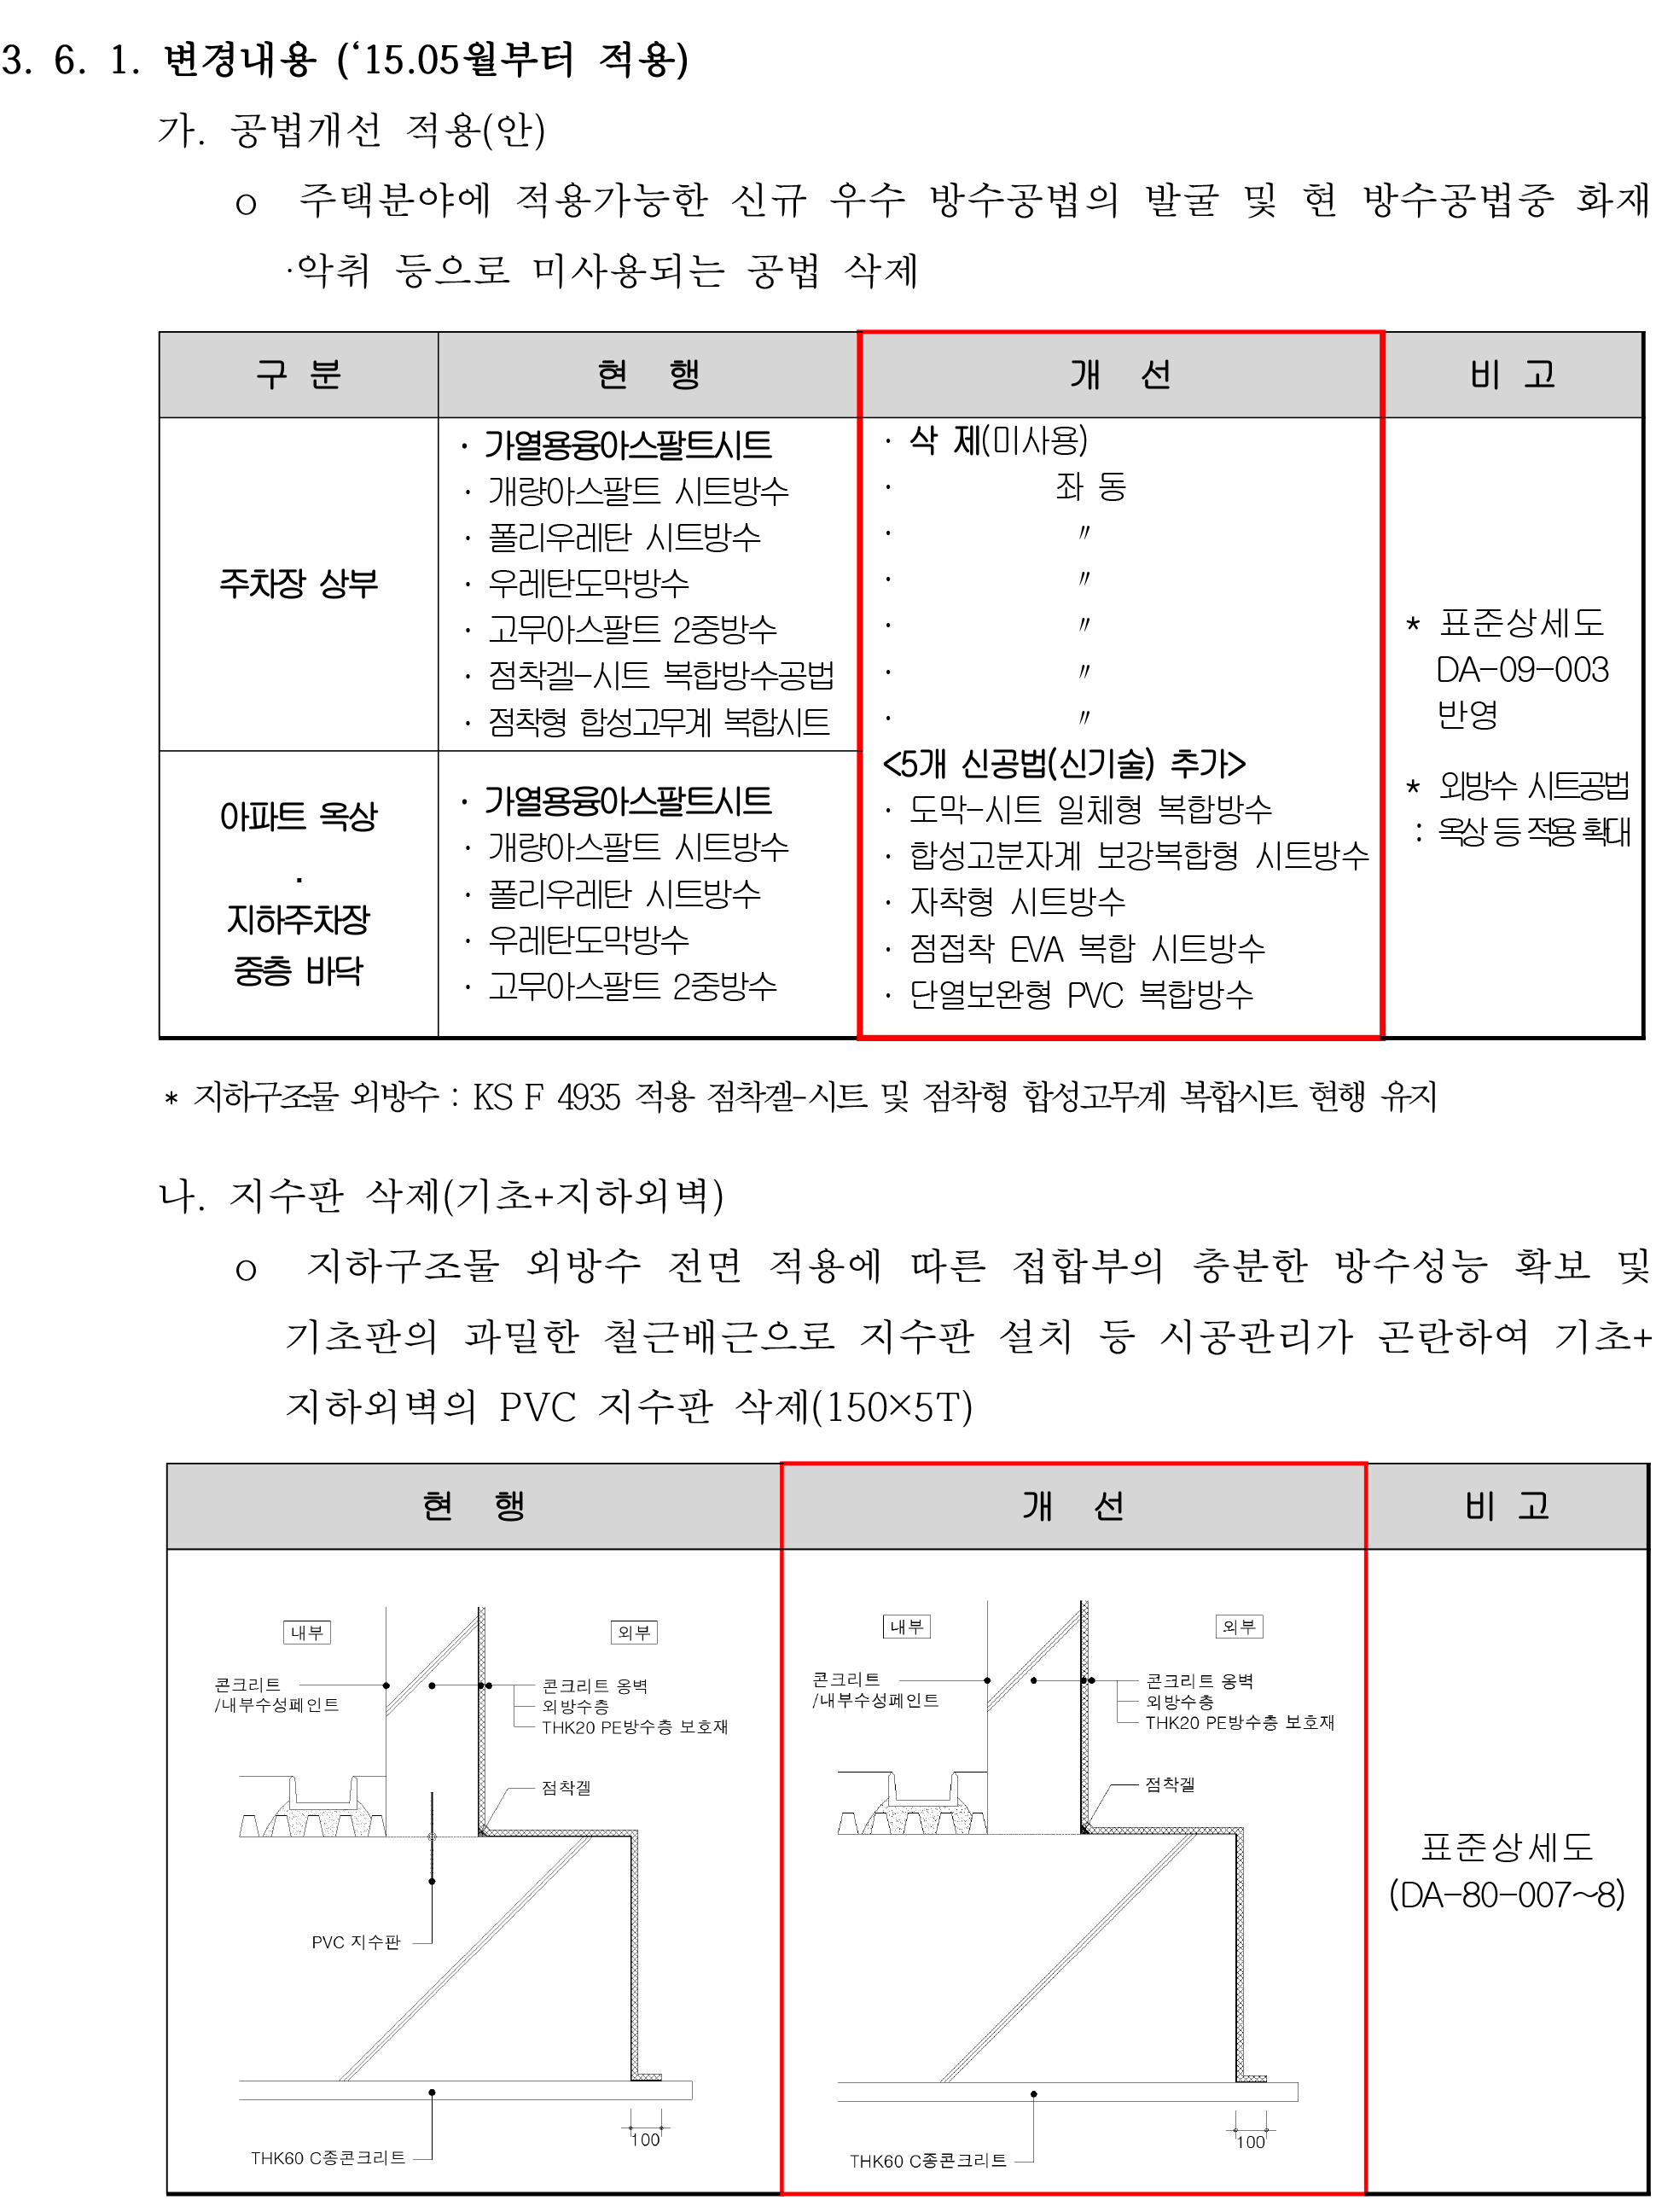 3. 6. 1. 변경내용 (‘15.05월부터 적용)
가. 공법개선 적용(안)
o 주택분야에 적용가능한 신규 우수 방수공법의 발굴 및 현 방수공법중 화재
·악취 등으로 미사용되는 공법 삭제
구 분 현 행 개 선 비 고
주차장 상부
· 가열용융아스팔트시트
· 개량아스팔트 시트방수
· 폴리우레탄 시트방수
· 우레탄도막방수
· 고무아스팔트 2중방수
· 점착겔-시트 복합방수공법
· 점착형 합성고무계 복합시트
아파트 옥상
·
지하주차장
중층 바닥
· 가열용융아스팔트시트
· 개량아스팔트 시트방수
· 폴리우레탄 시트방수
· 우레탄도막방수
· 고무아스팔트 2중방수
· 삭 제(미사용)
· 좌 동
· 〃
· 〃
· 〃
· 〃
· 〃
<5개 신공법(신기술) 추가>
· 도막-시트 일체형 복합방수
· 합성고분자계 보강복합형 시트방수
· 자착형 시트방수
· 점접착 EVA 복합 시트방수
· 단열보완형 PVC 복합방수
* 표준상세도
DA-09-003
반영
* 외방수 시트공법
: 옥상 등 적용 확대
* 지하구조물 외방수 : KS F 4935 적용 점착겔-시트 및 점착형 합성고무계 복합시트 현행 유지
나. 지수판 삭제(기초+지하외벽)
o 지하구조물 외방수 전면 적용에 따른 접합부의 충분한 방수성능 확보 및
기초판의 과밀한 철근배근으로 지수판 설치 등 시공관리가 곤란하여 기초+
지하외벽의 PVC 지수판 삭제(150×5T)
현 행 개 선 비 고
내부 외부
콘크리트
/내부수성페인트
콘크리트 옹벽
외방수층
THK20 PE방수층 보호재
점착겔
PVC 지수판
100
THK60 C종콘크리트
내부 외부
콘크리트
/내부수성페인트
콘크리트 옹벽
외방수층
THK20 PE방수층 보호재
점착겔
100
THK60 C종콘크리트
표준상세도
(DA-80-007~8)